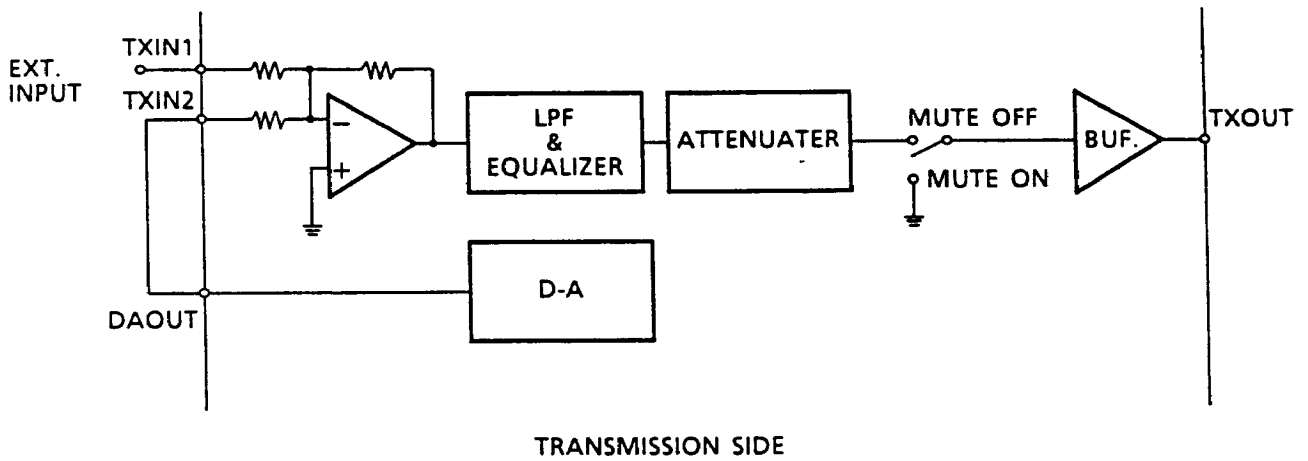 TXIN1
EXT.
INPUT
TXIN2
−
+
LPF
&
EQUALIZER
ATTENUATER
MUTE OFF
MUTE ON
BUF.
TXOUT
D-A
DAOUT
TRANSMISSION SIDE